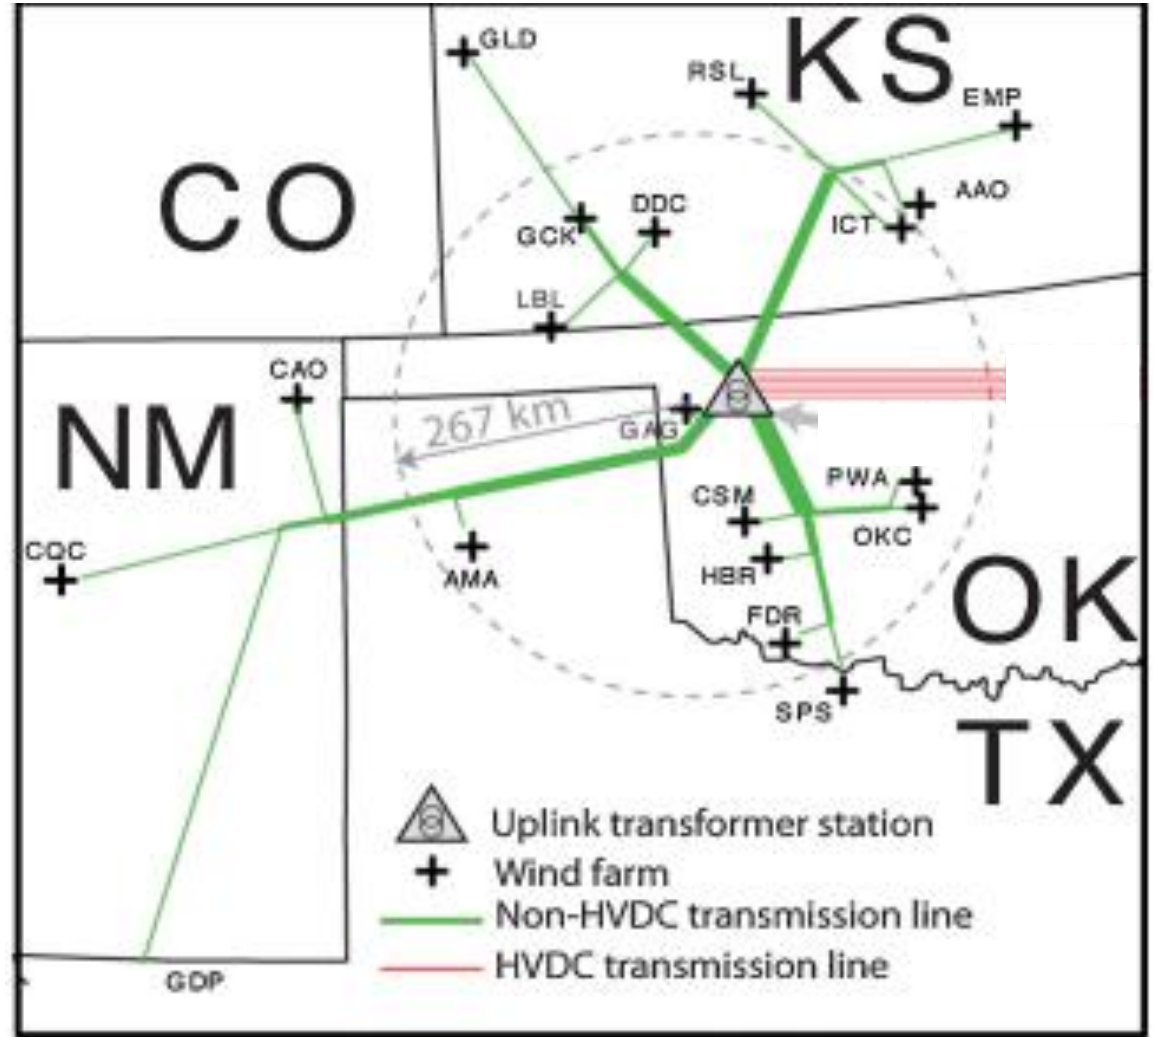 GLD
KS
RSL
EMP
CO
DDC
AAO
GCK
ICT
LBL
CAO
NM
267 km
GAG
PWA
CSM
OKC
CQC
HBR
AMA
OK
FDR
SPS
TX
Uplink transformer station
Wind farm
Non-HVDC transmission line
HVDC transmission line
GDP